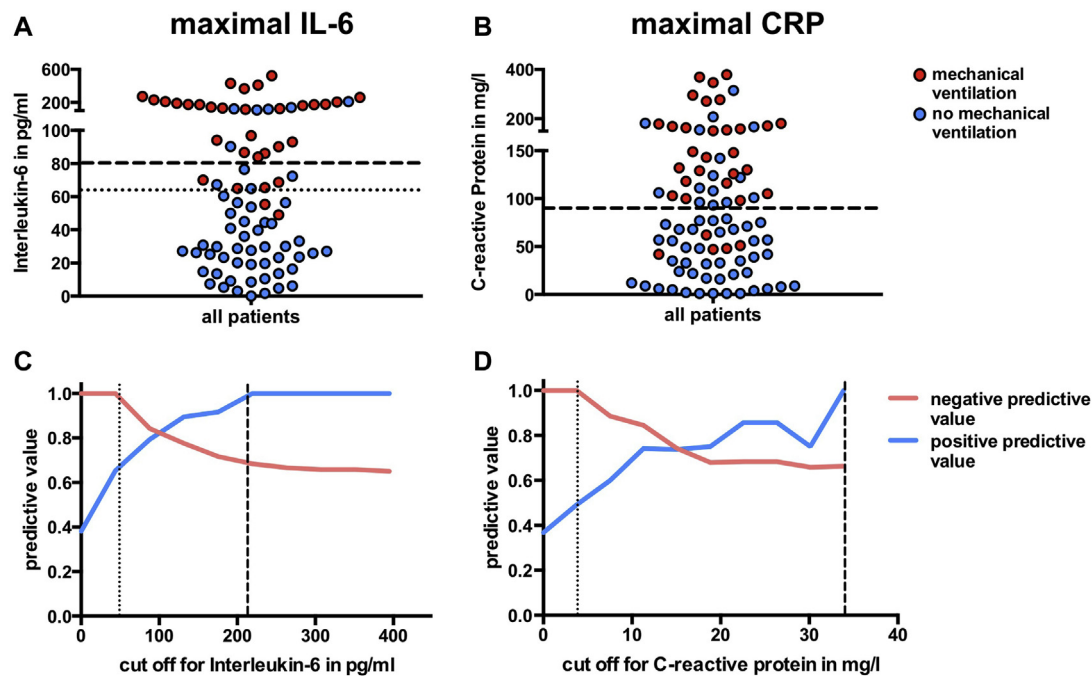 A
maximal IL-6
B
maximal CRP
Interleukin-6 in pg/ml
600
200
100
80
60
40
20
0
all patients
C-reactive Protein in mg/l
400
200
150
100
50
0
all patients
mechanical
ventilation
no mechanical
ventilation
C
predictive value
1.0
0.8
0.6
0.4
0.2
0.0
0
100
200
300
400
cut off for Interleukin-6 in pg/ml
D
predictive value
1.0
0.8
0.6
0.4
0.2
0.0
0
10
20
30
40
cut off for C-reactive protein in mg/l
negative predictive
value
positive predictive
value